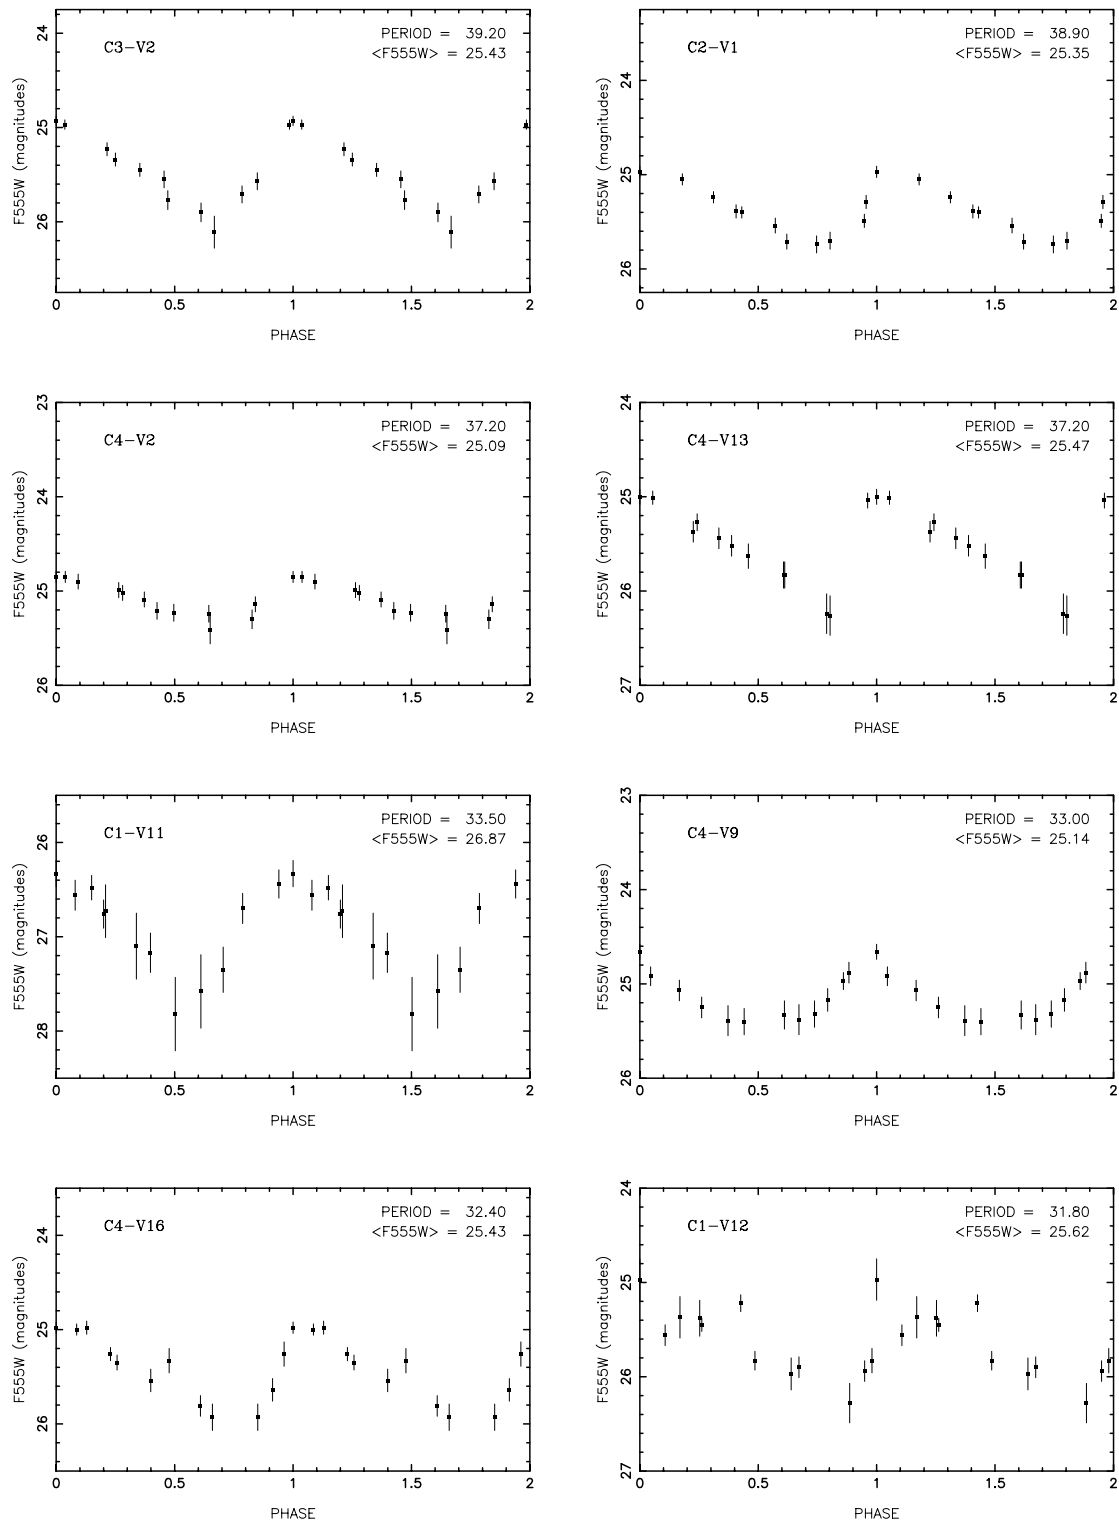 C3-V2
PERIOD = 39.20
<F555W> = 25.43
F555W (magnitudes)
24
25
26
0 0.5 1 1.5 2
PHASE
C2-V1
PERIOD = 38.90
<F555W> = 25.35
F555W (magnitudes)
24
25
26
0 0.5 1 1.5 2
PHASE
C4-V2
PERIOD = 37.20
<F555W> = 25.09
F555W (magnitudes)
23
24
25
26
0 0.5 1 1.5 2
PHASE
C4-V13
PERIOD = 37.20
<F555W> = 25.47
F555W (magnitudes)
24
25
26
27
0 0.5 1 1.5 2
PHASE
C1-V11
PERIOD = 33.50
<F555W> = 26.87
F555W (magnitudes)
26
27
28
0 0.5 1 1.5 2
PHASE
C4-V9
PERIOD = 33.00
<F555W> = 25.14
F555W (magnitudes)
23
24
25
26
0 0.5 1 1.5 2
PHASE
C4-V16
PERIOD = 32.40
<F555W> = 25.43
F555W (magnitudes)
24
25
26
0 0.5 1 1.5 2
PHASE
C1-V12
PERIOD = 31.80
<F555W> = 25.62
F555W (magnitudes)
24
25
26
27
0 0.5 1 1.5 2
PHASE